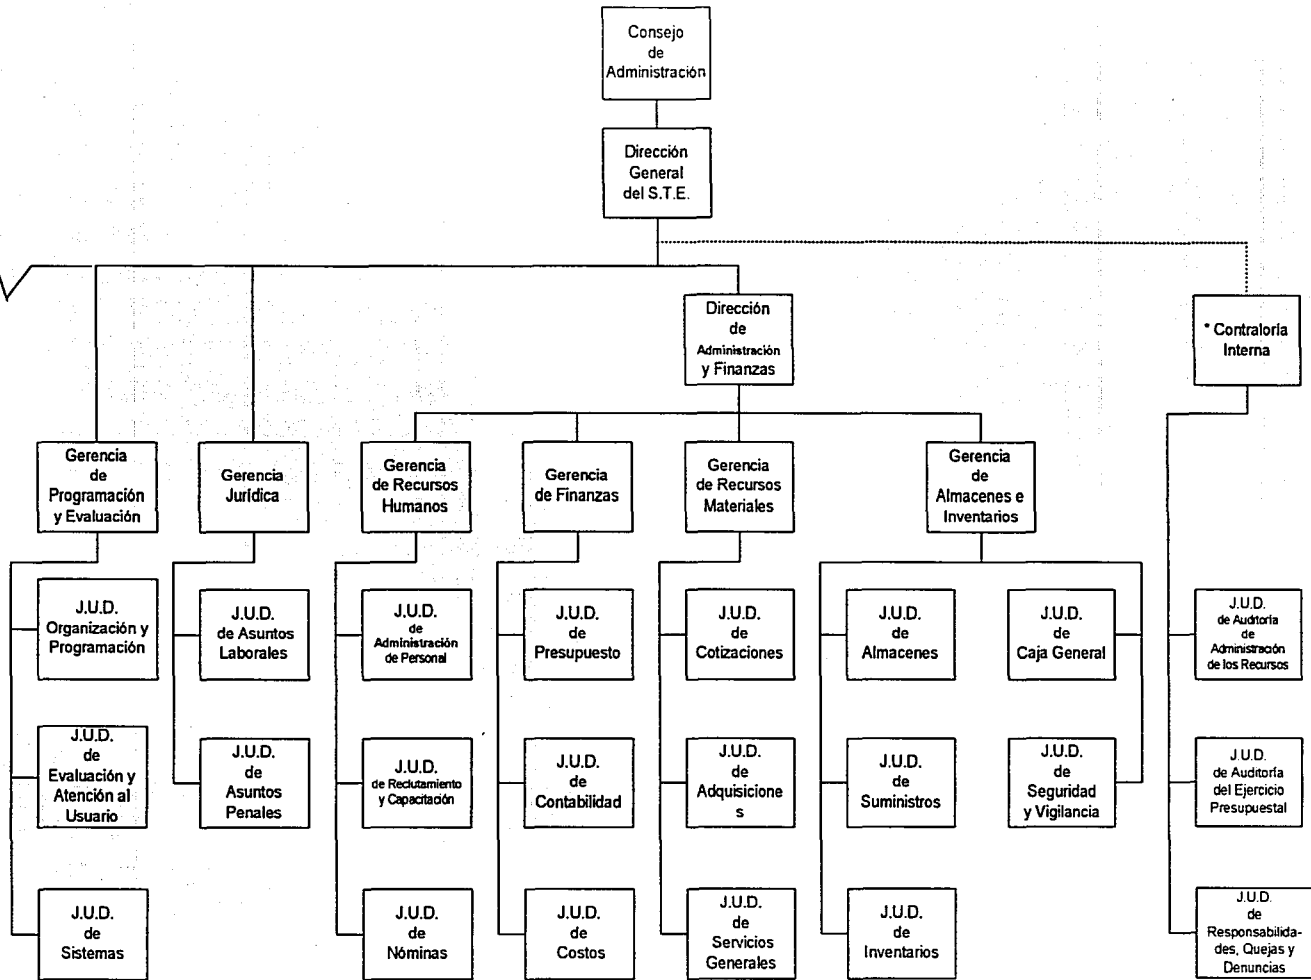 Consejo
de
Administración
Dirección
General
del S.T.E.
Dirección
de
Administración
y Finanzas
* Contraloría
Interna
Gerencia
de
Programación
y Evaluación
Gerencia
Jurídica
Gerencia
de Recursos
Humanos
Gerencia
de Finanzas
Gerencia
de Recursos
Materiales
Gerencia
de
Almacenes e
Inventarios
J.U.D.
Organización y
Programación
J.U.D.
de Asuntos
Laborales
J.U.D.
de
Administración
de Personal
J.U.D.
de
Presupuesto
J.U.D.
de
Cotizaciones
J.U.D.
de
Almacenes
J.U.D.
de
Caja General
J.U.D.
de Auditoría
de
Administración
de los Recursos
J.U.D.
de
Evaluación y
Atención al
Usuario
J.U.D.
de
Asuntos
Penales
J.U.D.
de Reclutamiento
y Capacitación
J.U.D.
de
Contabilidad
J.U.D.
de
Adquisicione
s
J.U.D.
de
Suministros
J.U.D.
de
Seguridad
y Vigilancia
J.U.D.
de Auditoría
del Ejercicio
Presupuestal
J.U.D.
de
Sistemas
J.U.D.
de
Nóminas
J.U.D.
de
Costos
J.U.D.
de
Servicios
Generales
J.U.D.
de
Inventarios
J.U.D.
de
Responsabilida-
des, Quejas y
Denuncias